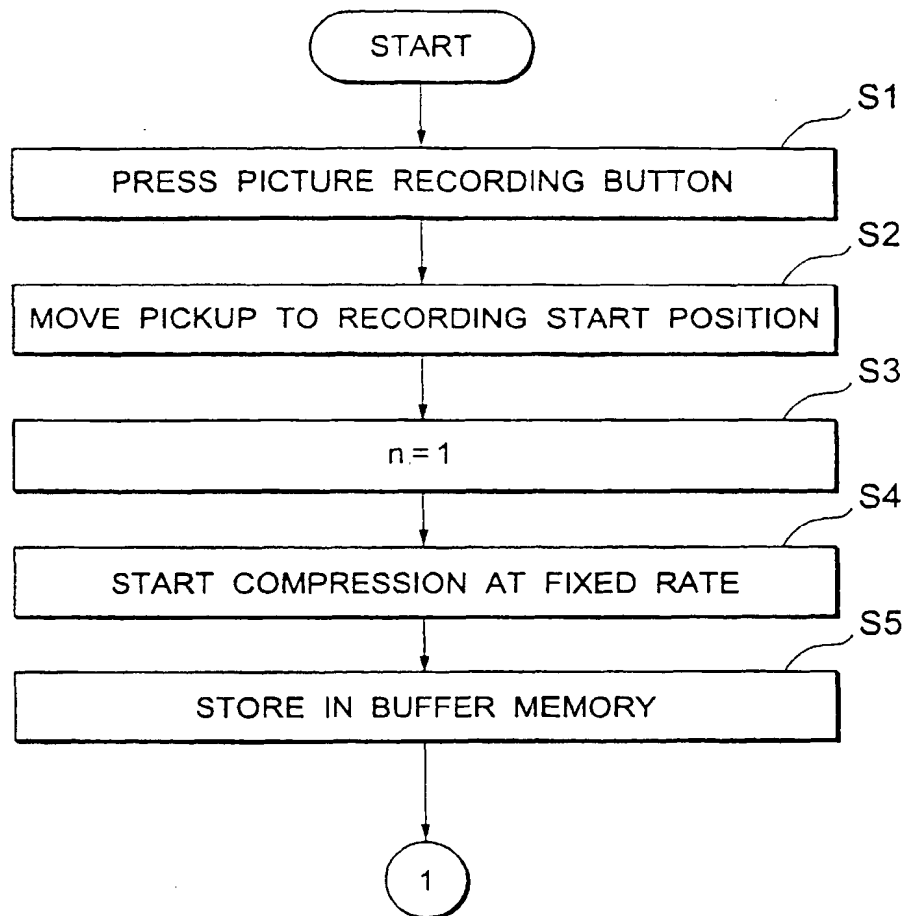 START
S1
PRESS PICTURE RECORDING BUTTON
S2
MOVE PICKUP TO RECORDING START POSITION
S3
n = 1
S4
START COMPRESSION AT FIXED RATE
S5
STORE IN BUFFER MEMORY
1